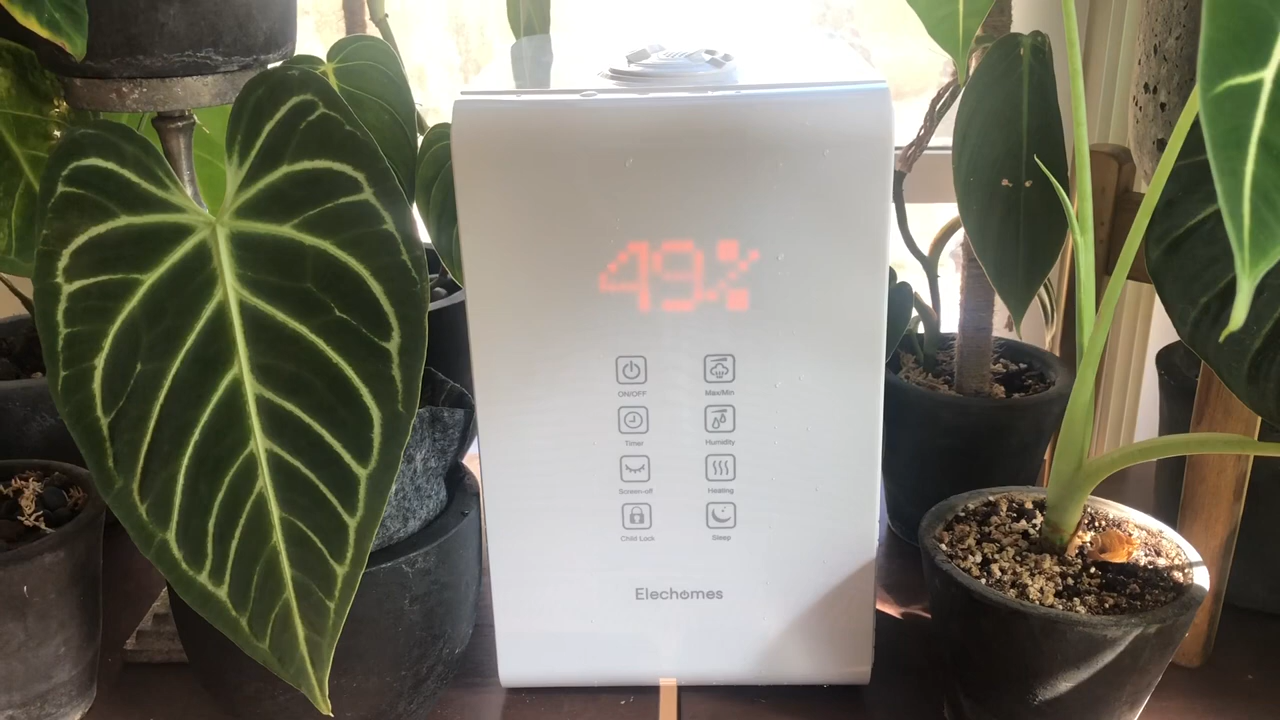 49%
ON/OFF
Max/Min
Timer
Humidity
Screen-off
Heating
Child Lock
Sleep
Elechomes